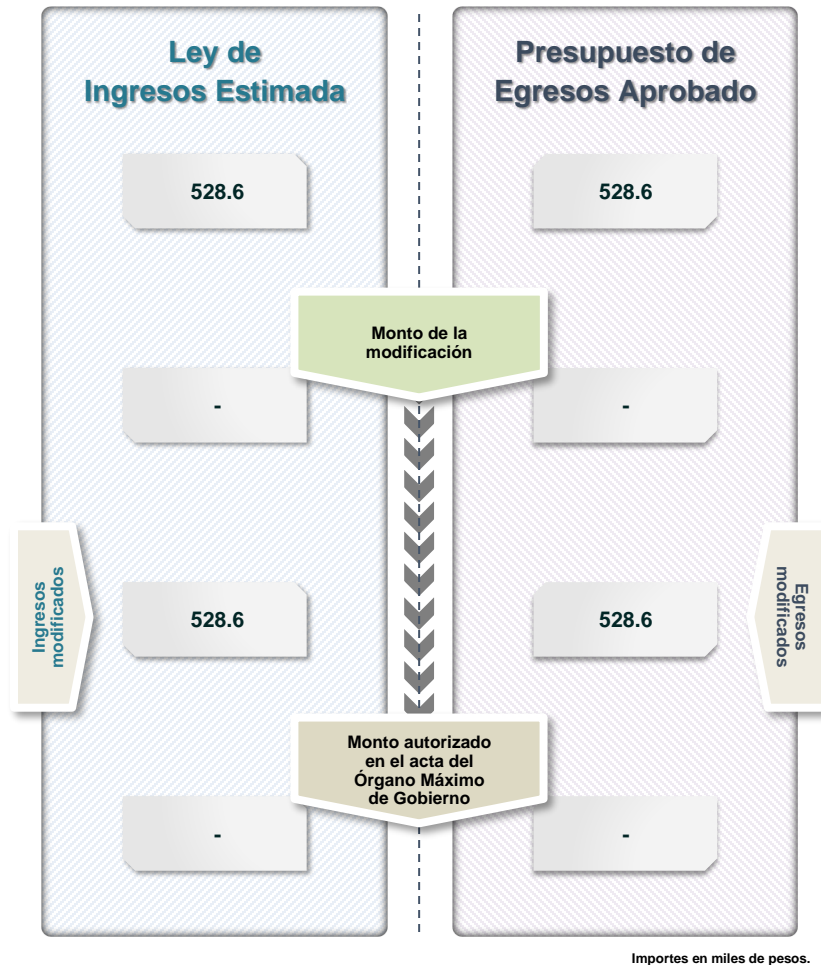 Ley de
Ingresos Estimada
Presupuesto de
Egresos Aprobado
528.6
528.6
Monto de la
modificación
-
-
Ingresos
modificados
528.6
528.6
Egresos
modificados
Monto autorizado
en el acta del
Órgano Máximo
de Gobierno
-
-
Importes en miles de pesos.